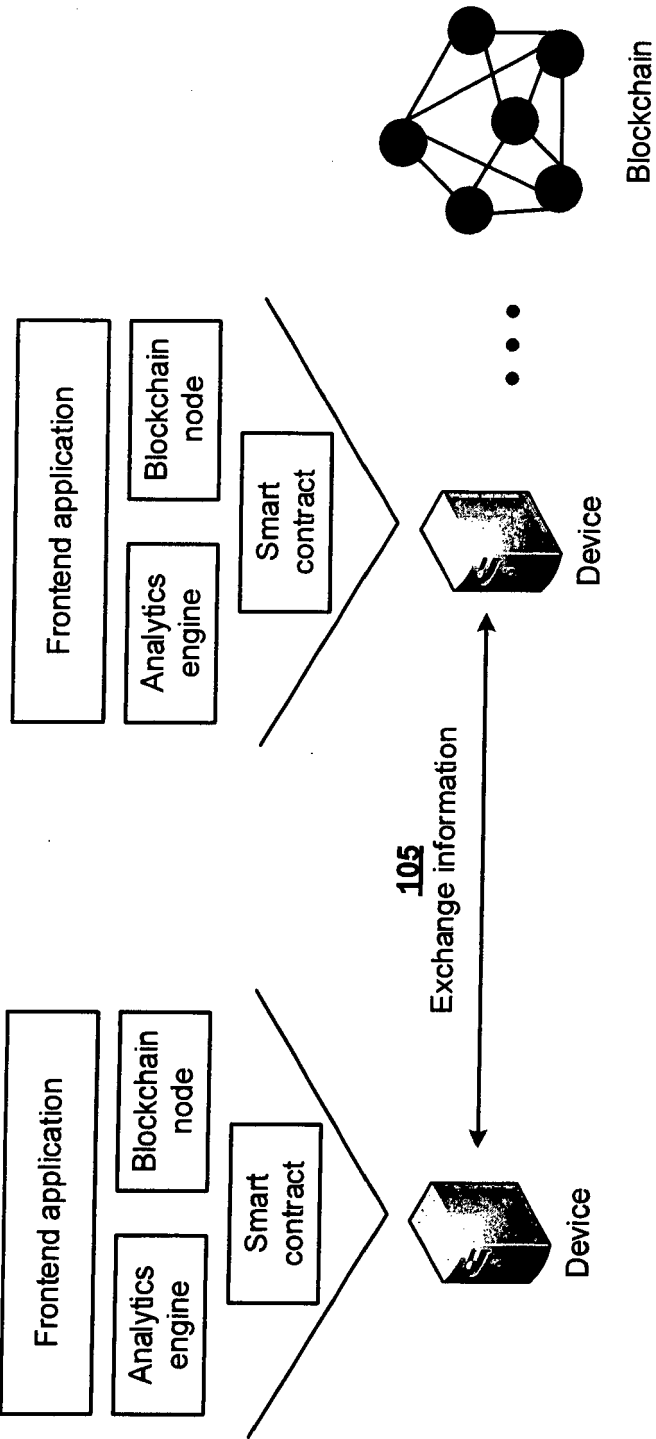 Frontend application
Analytics
engine
Blockchain
node
Smart
contract
Device
105
Exchange information
Frontend application
Analytics
engine
Blockchain
node
Smart
contract
Device
Blockchain